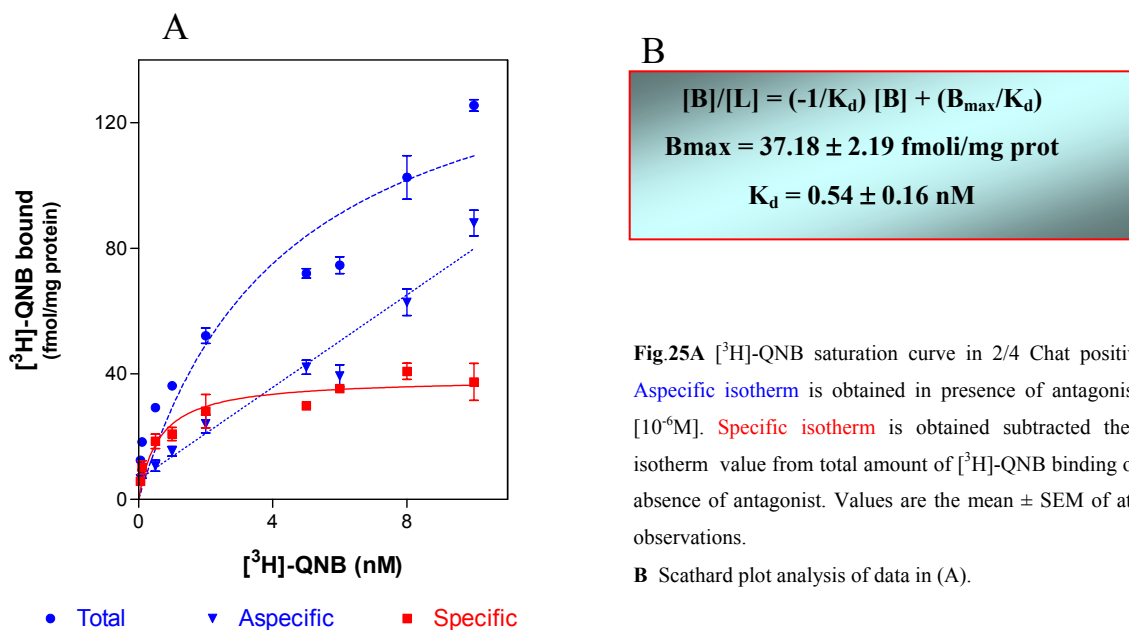 A
120
80
40
0
0
4
8
[³H]-QNB bound
(fmol/mg protein)
[³H]-QNB (nM)
Total
Aspecific
Specific
B
[B]/[L] = (-1/Kd) [B] + (Bmax/Kd)
Bmax = 37.18 ± 2.19 fmoli/mg prot
Kd = 0.54 ± 0.16 nM
Fig.25A [³H]-QNB saturation curve in 2/4 Chat positiv
Aspecific isotherm is obtained in presence of antagonis
[10⁻⁶M]. Specific isotherm is obtained subtracted the
isotherm value from total amount of [³H]-QNB binding o
absence of antagonist. Values are the mean ± SEM of at
observations.
B Scathard plot analysis of data in (A).